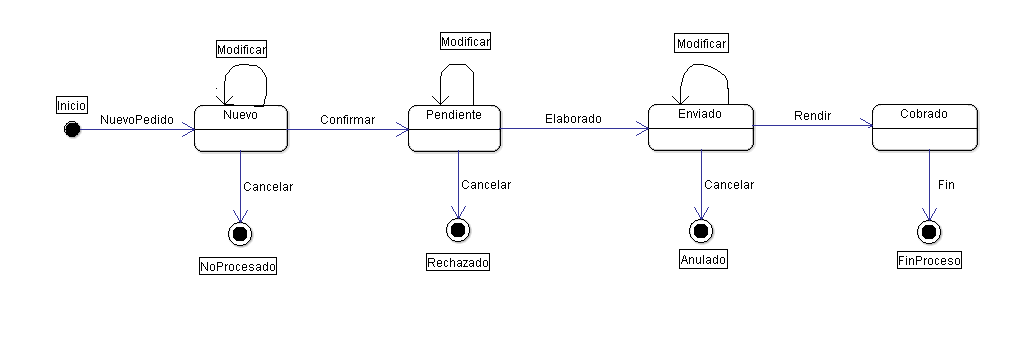 Modificar
Modificar
Modificar
Inicio
NuevoPedido
Nuevo
Confirmar
Pendiente
Elaborado
Enviado
Rendir
Cobrado
Cancelar
Cancelar
Cancelar
Fin
NoProcesado
Rechazado
Anulado
FinProceso